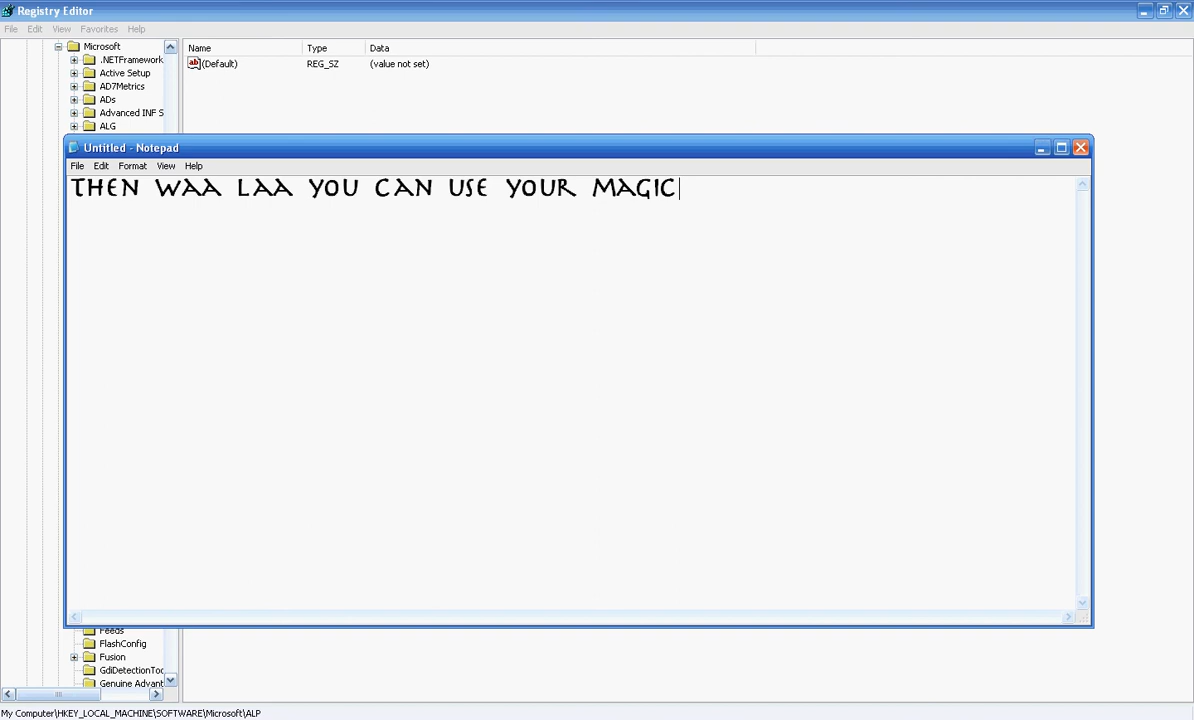 Registry Editor
File Edit View Favorites Help
Microsoft
.NETFramework
Active Setup
AD7Metrics
ADs
Advanced INF S
ALG
Name Type Data
ab (Default) REG_SZ (value not set)
Untitled - Notepad
File Edit Format View Help
THEN WAA LAA YOU CAN USE YOUR MAGIC
Feeds
FlashConfig
Fusion
GdiDetectionToo
Genuine Advant
My Computer\HKEY_LOCAL_MACHINE\SOFTWARE\Microsoft\ALP